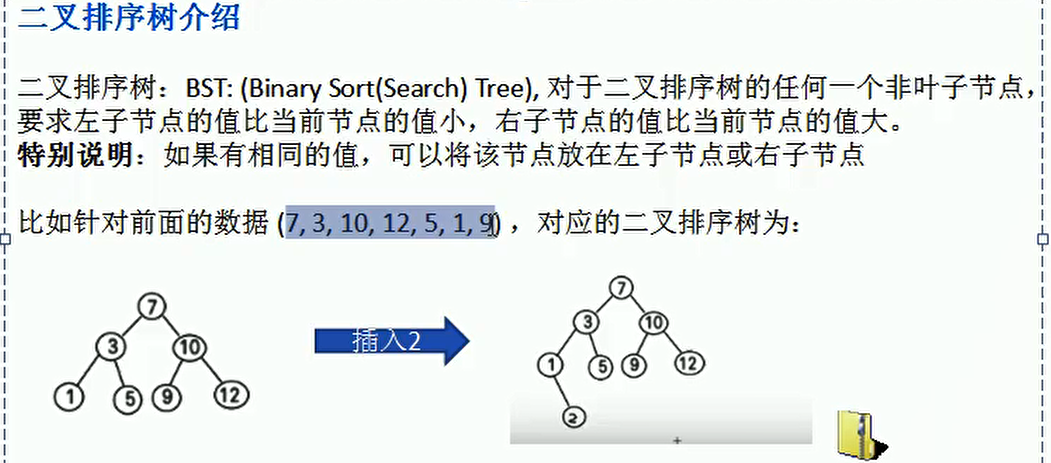 二叉排序树介绍
二叉排序树：BST: (Binary Sort(Search) Tree), 对于二叉排序树的任何一个非叶子节点，
要求左子节点的值比当前节点的值小，右子节点的值比当前节点的值大。
特别说明：如果有相同的值，可以将该节点放在左子节点或右子节点
比如针对前面的数据 (7, 3, 10, 12, 5, 1, 9) ，对应的二叉排序树为：
7
3 10
1 5 9 12
插入2
7
3 10
1 5 9 12
2